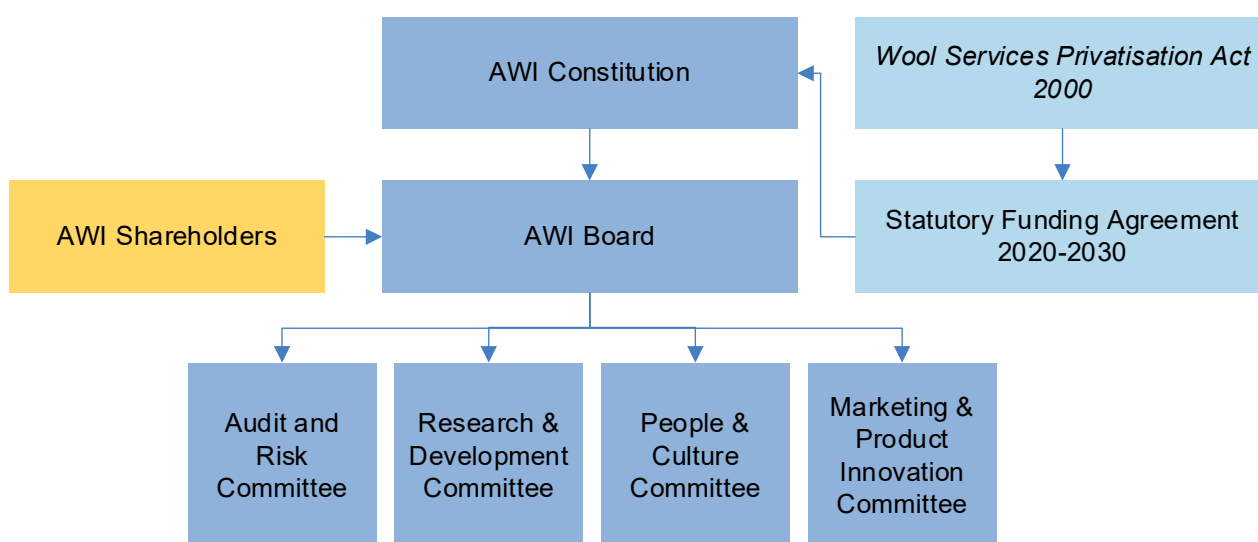 AWI Constitution
Wool Services Privatisation Act
2000
AWI Shareholders
AWI Board
Statutory Funding Agreement
2020-2030
Audit and
Risk
Committee
Research &
Development
Committee
People &
Culture
Committee
Marketing &
Product
Innovation
Committee